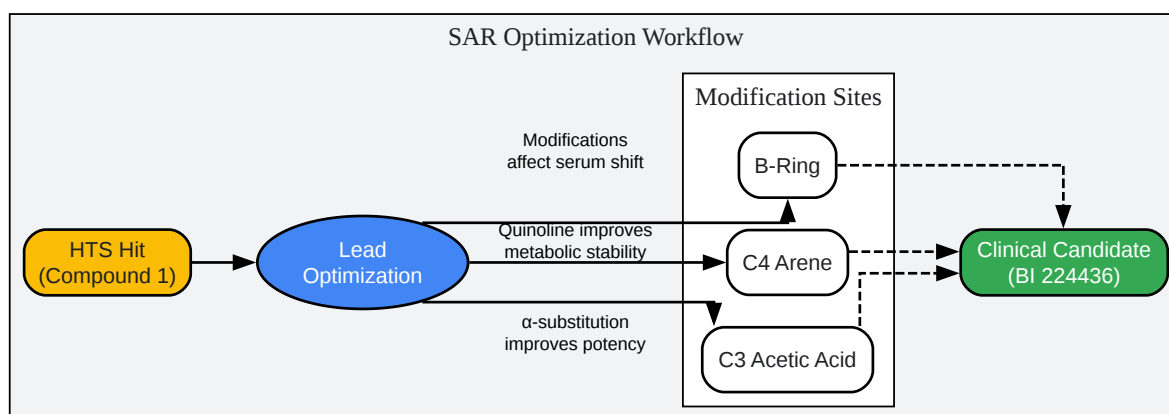 SAR Optimization Workflow
Modification Sites
Modifications
affect serum shift
B-Ring
HTS Hit
(Compound 1)
Lead
Optimization
Quinoline improves
metabolic stability
C4 Arene
Clinical Candidate
(BI 224436)
α-substitution
improves potency
C3 Acetic Acid